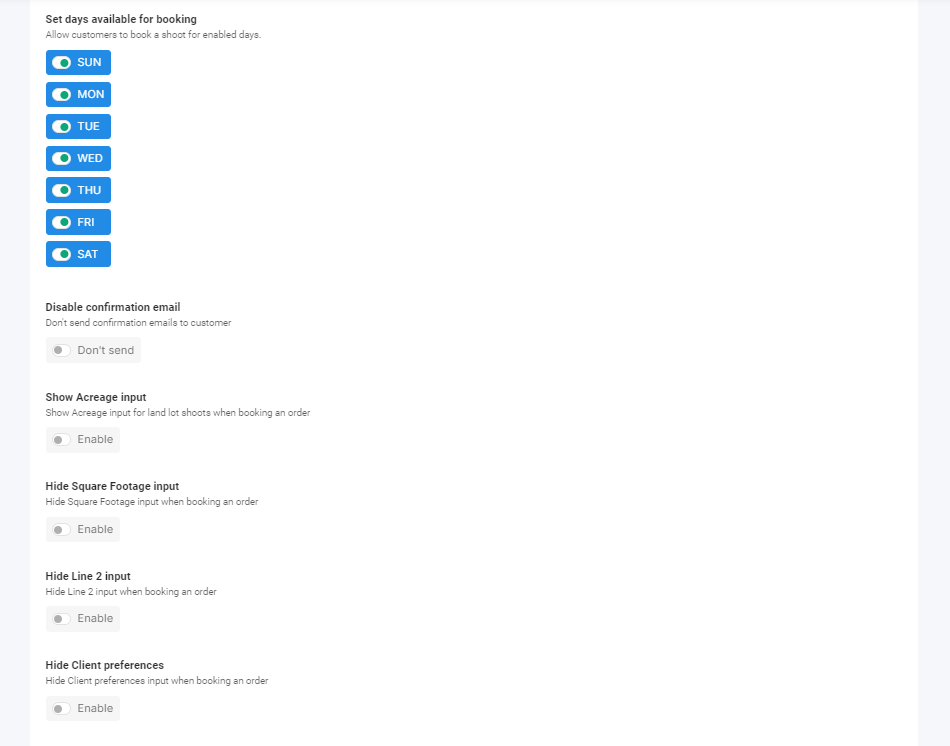 Set days available for booking
Allow customers to book a shoot for enabled days.
SUN
MON
TUE
WED
THU
FRI
SAT
Disable confirmation email
Don't send confirmation emails to customer
Don't send
Show Acreage input
Show Acreage input for land lot shoots when booking an order
Enable
Hide Square Footage input
Hide Square Footage input when booking an order
Enable
Hide Line 2 input
Hide Line 2 input when booking an order
Enable
Hide Client preferences
Hide Client preferences input when booking an order
Enable